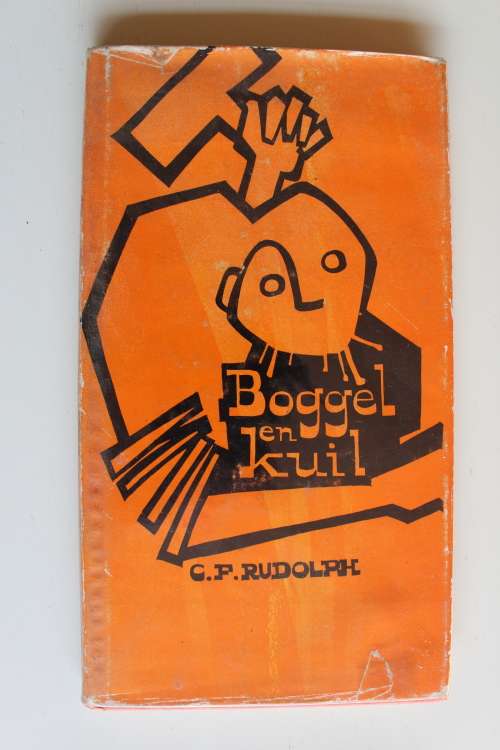 Boggel
en
kuil
C.F. RUDOLPH